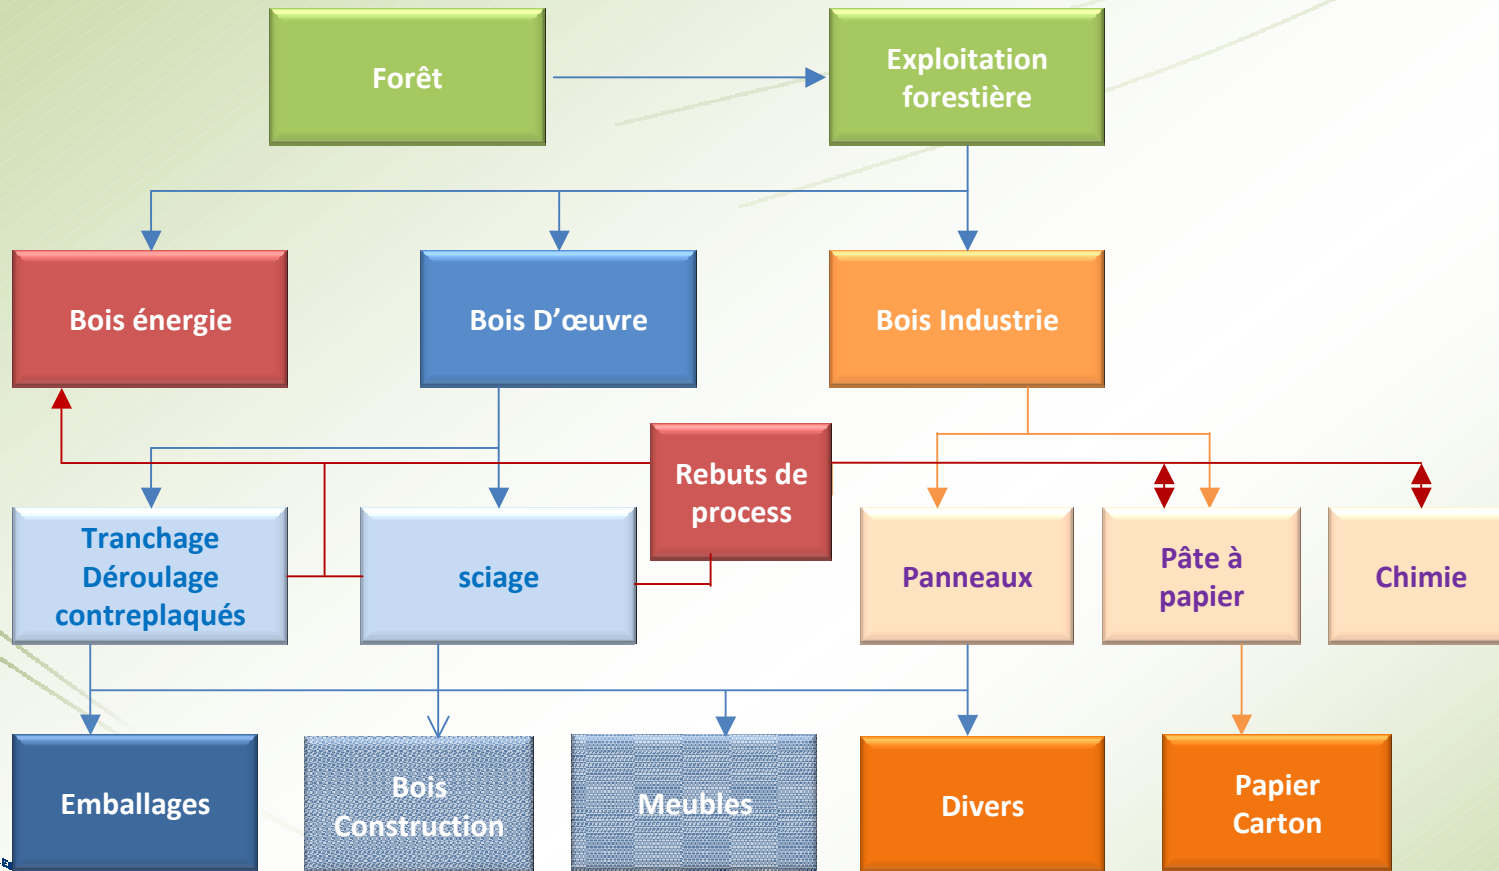 Forêt
Exploitation
forestière
Bois énergie
Bois D’œuvre
Bois Industrie
Rebuts de
process
Tranchage
Déroulage
contreplaqués
sciage
Panneaux
Pâte à
papier
Chimie
Emballages
Bois
Construction
Meubles
Divers
Papier
Carton